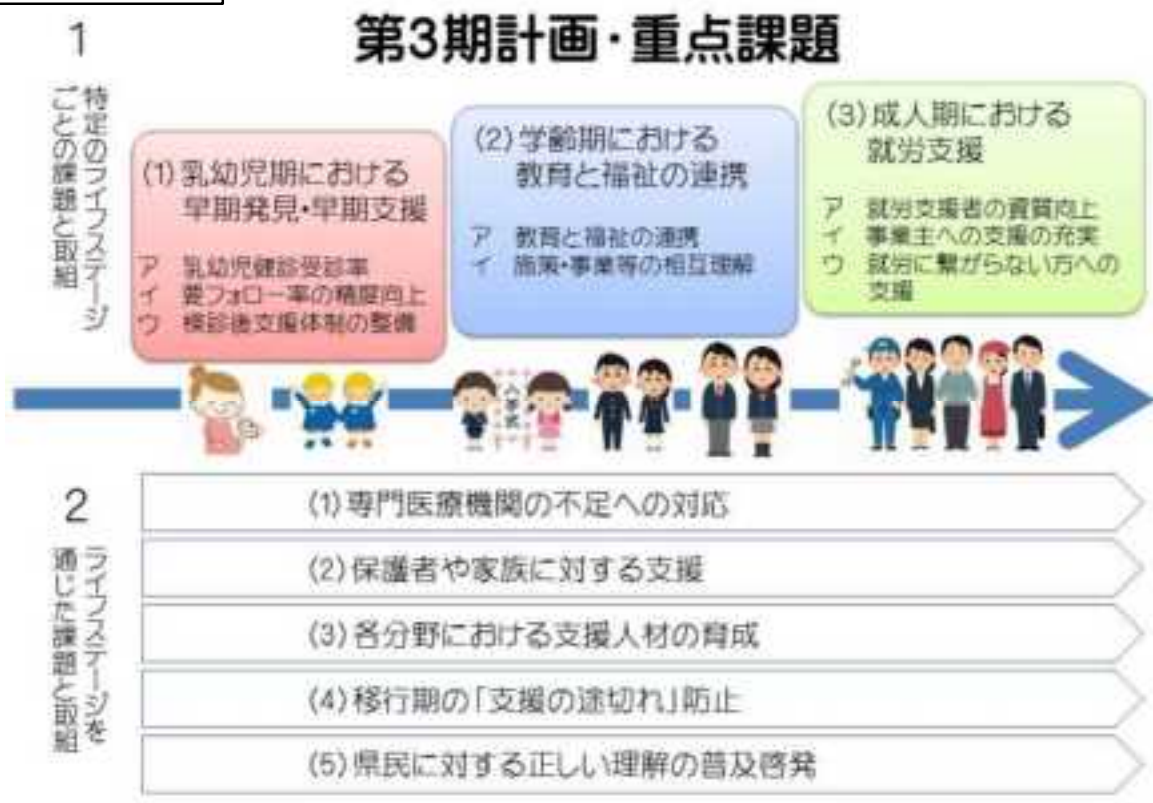 第3期計画・重点課題
1
特定のライフステージ
ごとの課題と取組
(1)乳幼児期における
早期発見・早期支援
ア 乳幼児健診受診率
イ 要フォロー率の精度向上
ウ 検診後支援体制の整備
(2)学齢期における
教育と福祉の連携
ア 教育と福祉の連携
イ 施策・事業等の相互理解
(3)成人期における
就労支援
ア 就労支援者の資質向上
イ 事業主への支援の充実
ウ 就労に繋がらない方への
支援
入学式
2
ライフステージを
通じた課題と取組
(1)専門医療機関の不足への対応
(2)保護者や家族に対する支援
(3)各分野における支援人材の育成
(4)移行期の「支援の途切れ」防止
(5)県民に対する正しい理解の普及啓発